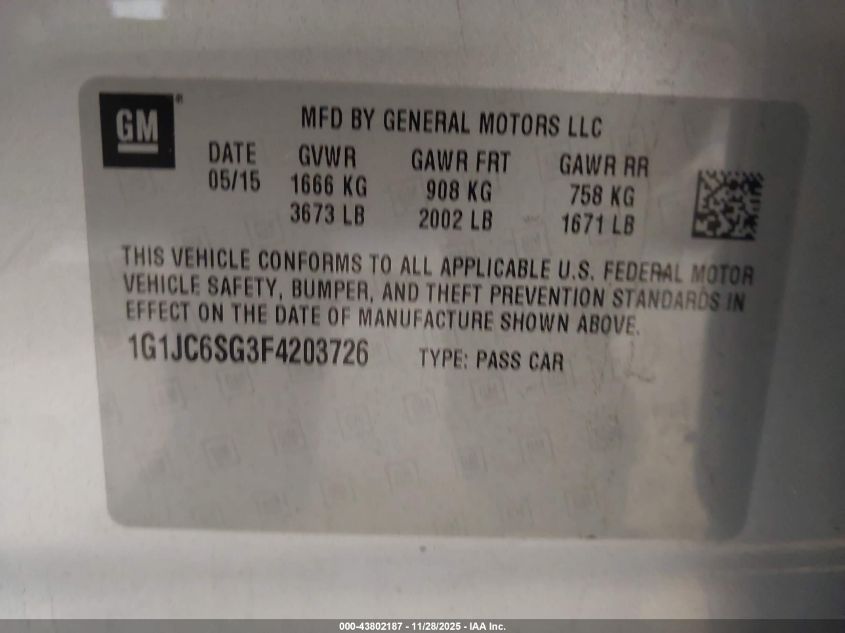 GM®
MFD BY GENERAL MOTORS LLC
DATE GVWR GAWR FRT GAWR RR
05/15 1666 KG 908 KG 758 KG
3673 LB 2002 LB 1671 LB
THIS VEHICLE CONFORMS TO ALL APPLICABLE U.S. FEDERAL MOTOR
VEHICLE SAFETY, BUMPER, AND THEFT PREVENTION STANDARDS IN
EFFECT ON THE DATE OF MANUFACTURE SHOWN ABOVE.
1G1JC6SG3F4203726 TYPE: PASS CAR
000-43802187 - 11/28/2025 - IAA Inc.